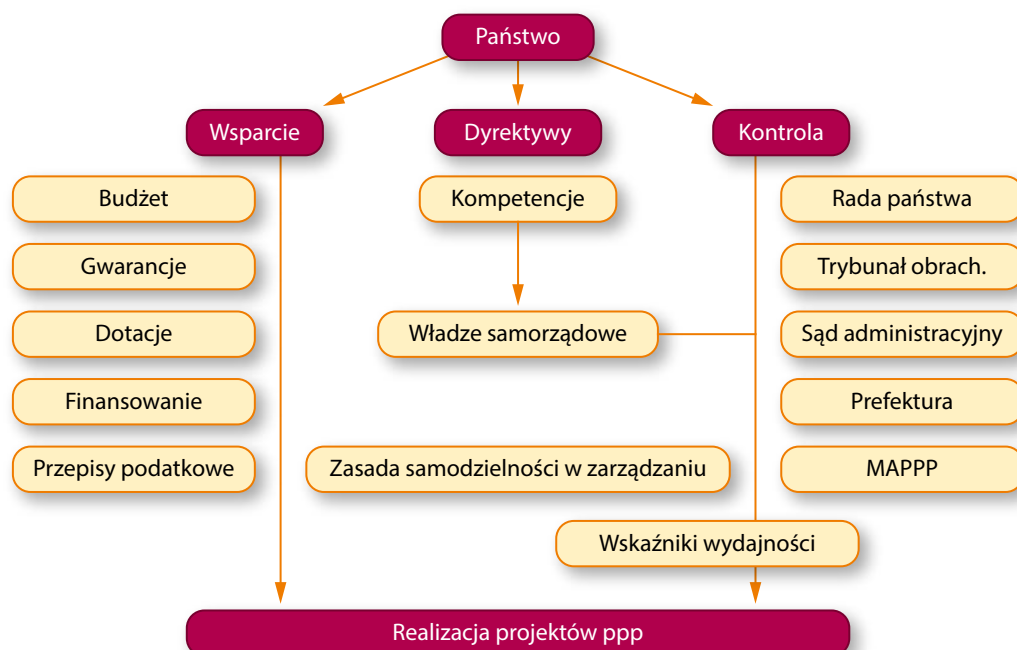 Państwo
Wsparcie
Dyrektywy
Kontrola
Budżet
Kompetencje
Rada państwa
Gwarancje
Trybunał obrach.
Dotacje
Władze samorządowe
Sąd administracyjny
Finansowanie
Prefektura
Przepisy podatkowe
Zasada samodzielności w zarządzaniu
MAPPP
Wskaźniki wydajności
Realizacja projektów ppp